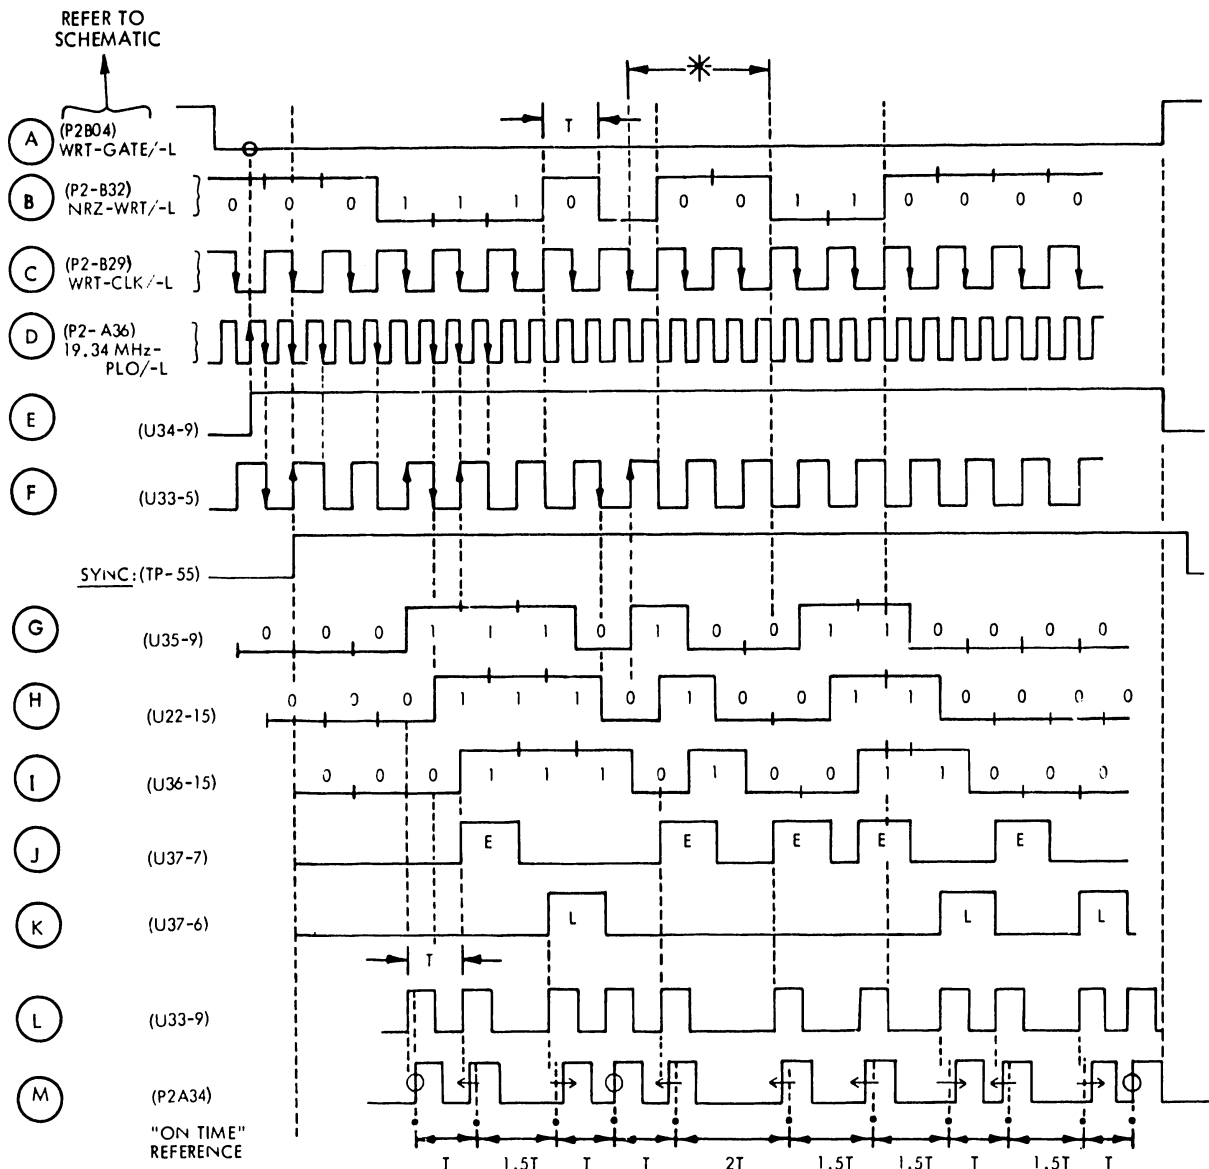 REFER TO
SCHEMATIC
T
A
(P2B04)
WRT-GATE/-L
B
(P2-B32)
NRZ-WRT/-L
0 0 0 1 1 1 0 0 0 1 1 0 0 0 0
C
(P2-B29)
WRT-CLK/-L
D
(P2-A36)
19.34 MHz-
PLO/-L
E
(U34-9)
F
(U33-5)
SYNC:(TP-55)
G
(U35-9)
0 0 0 1 1 1 0 1 0 0 1 1 0 0 0 0
H
(U22-15)
0 0 0 1 1 1 0 1 0 0 1 1 0 0 0 0
I
(U36-15)
0 0 0 1 1 1 0 1 0 0 1 1 0 0 0
J
(U37-7)
E E E E E
K
(U37-6)
L L L
T
L
(U33-9)
M
(P2A34)
"ON TIME"
REFERENCE
T 1.5T T T 2T 1.5T 1.5T T 1.5T T